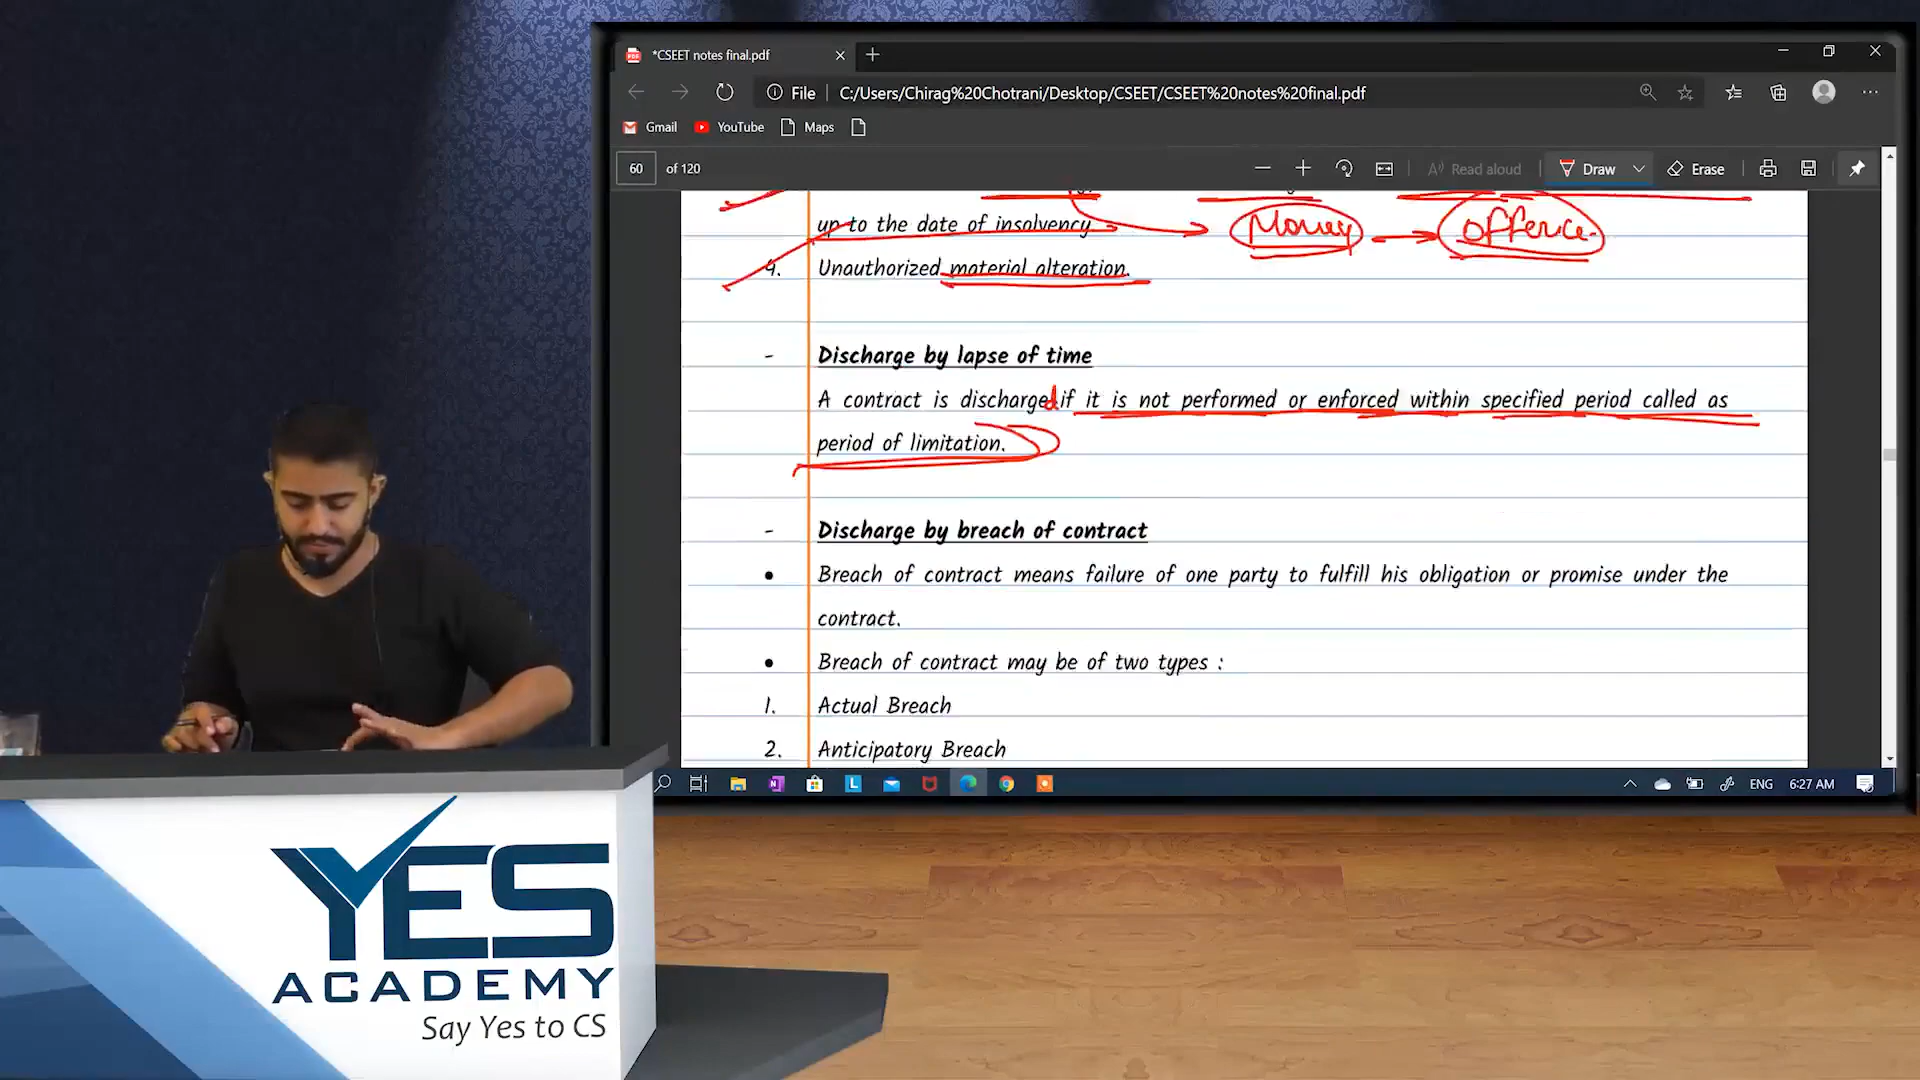 *CSEET notes final.pdf
File
C:/Users/Chirag%20Chotrani/Desktop/CSEET/CSEET%20notes%20final.pdf
Gmail
YouTube
Maps
60 of 120
Read aloud
Draw
Erase
up to the date of insolvency
Money
offence
4. Unauthorized material alteration.
- Discharge by lapse of time
A contract is discharged if it is not performed or enforced within specified period called as
period of limitation.
- Discharge by breach of contract
• Breach of contract means failure of one party to fulfill his obligation or promise under the
contract.
• Breach of contract may be of two types :
1. Actual Breach
2. Anticipatory Breach
ENG
6:27 AM
YES
ACADEMY
Say Yes to CS